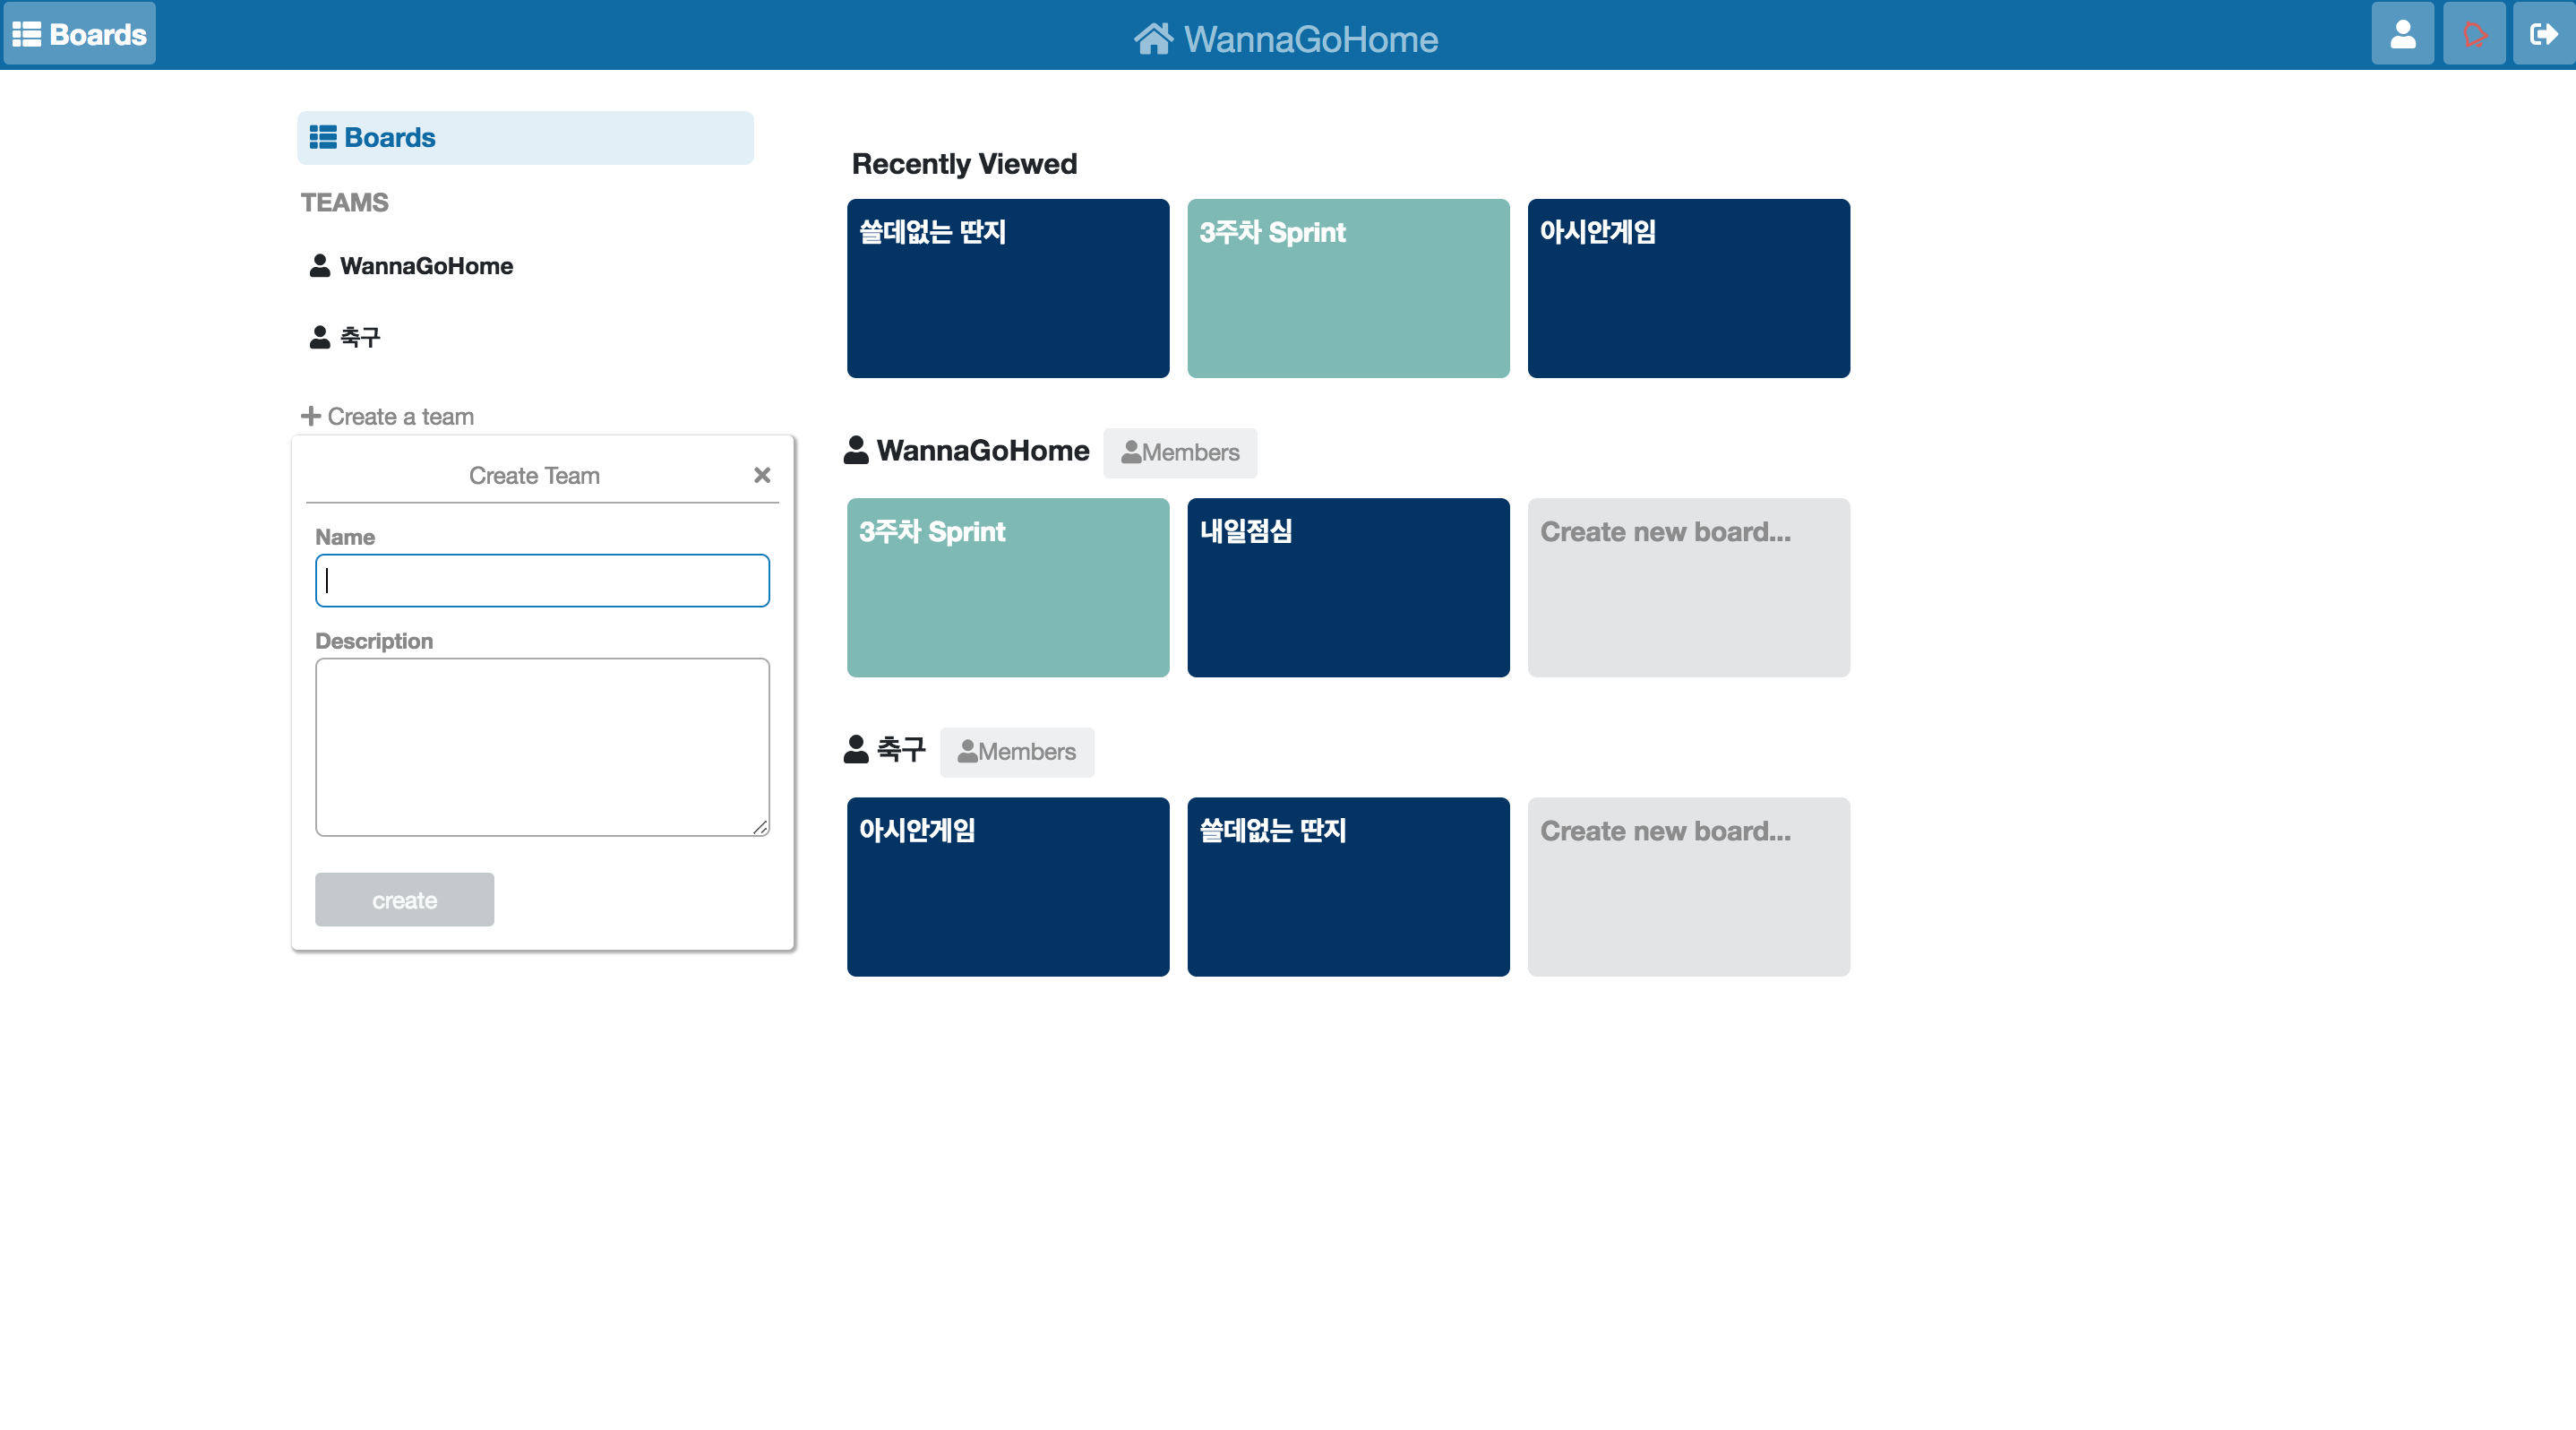 Boards
WannaGoHome
Boards
TEAMS
WannaGoHome
축구
Create a team
Create Team
Name
Description
create
Recently Viewed
쓸데없는 딴지
3주차 Sprint
아시안게임
WannaGoHome
Members
3주차 Sprint
내일점심
Create new board...
축구
Members
아시안게임
쓸데없는 딴지
Create new board...